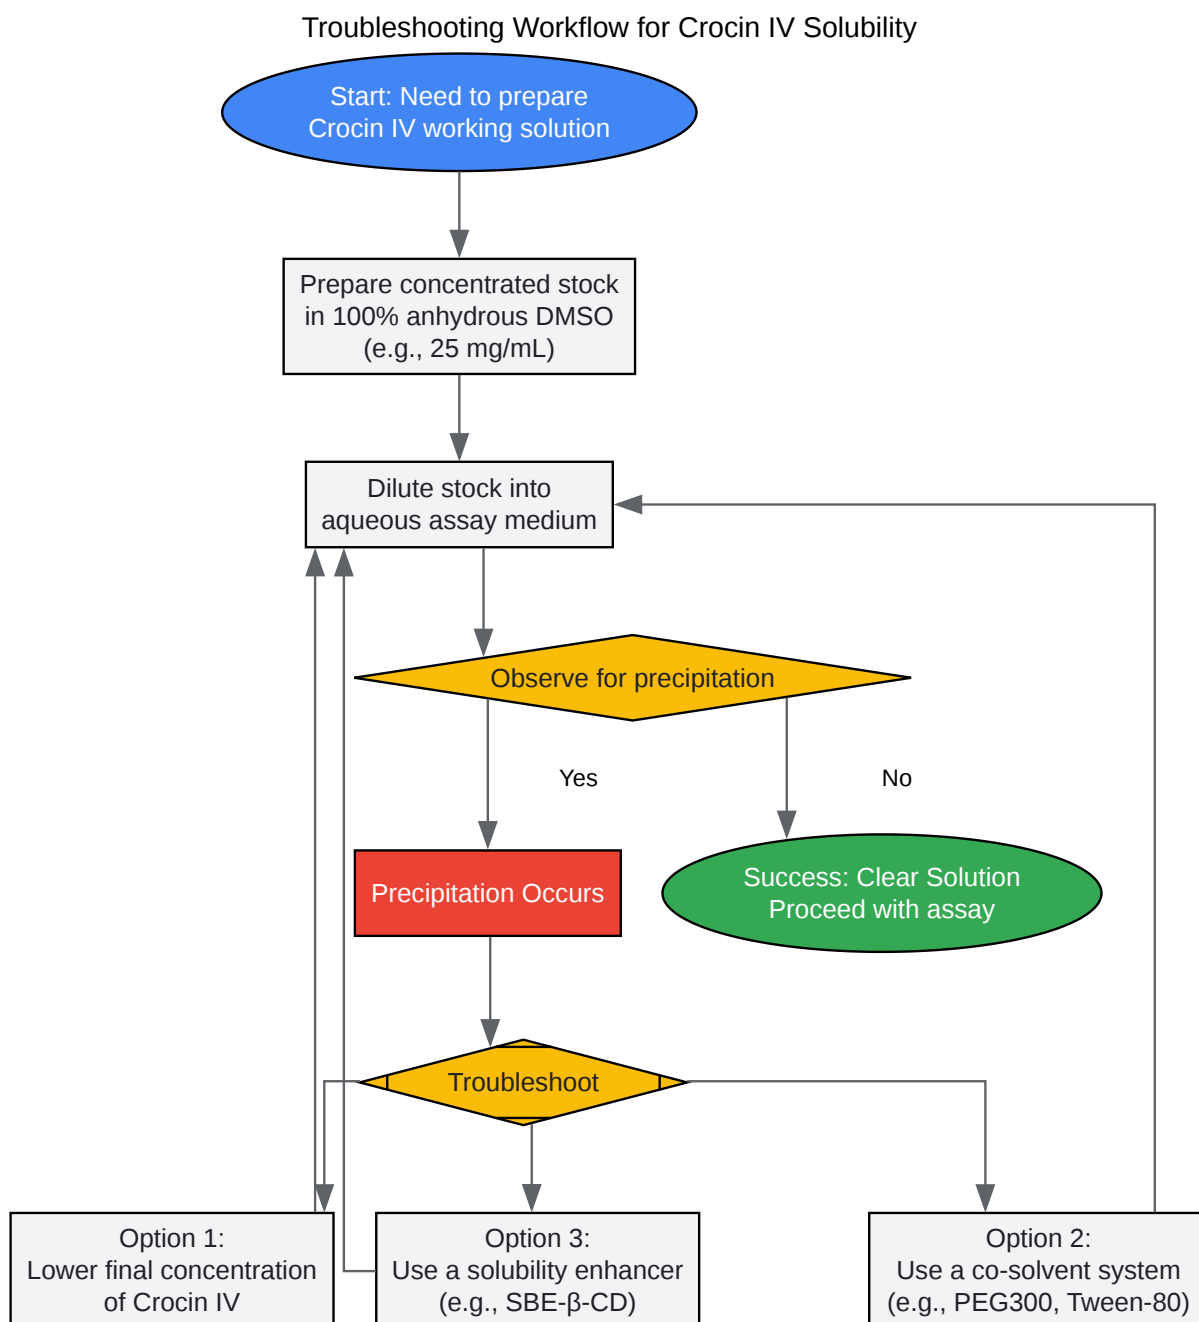 Troubleshooting Workflow for Crocin IV Solubility
Start: Need to prepare
Crocin IV working solution
Prepare concentrated stock
in 100% anhydrous DMSO
(e.g., 25 mg/mL)
Dilute stock into
aqueous assay medium
Observe for precipitation
Yes
No
Precipitation Occurs
Success: Clear Solution
Proceed with assay
Troubleshoot
Option 1:
Lower final concentration
of Crocin IV
Option 3:
Use a solubility enhancer
(e.g., SBE-β-CD)
Option 2:
Use a co-solvent system
(e.g., PEG300, Tween-80)